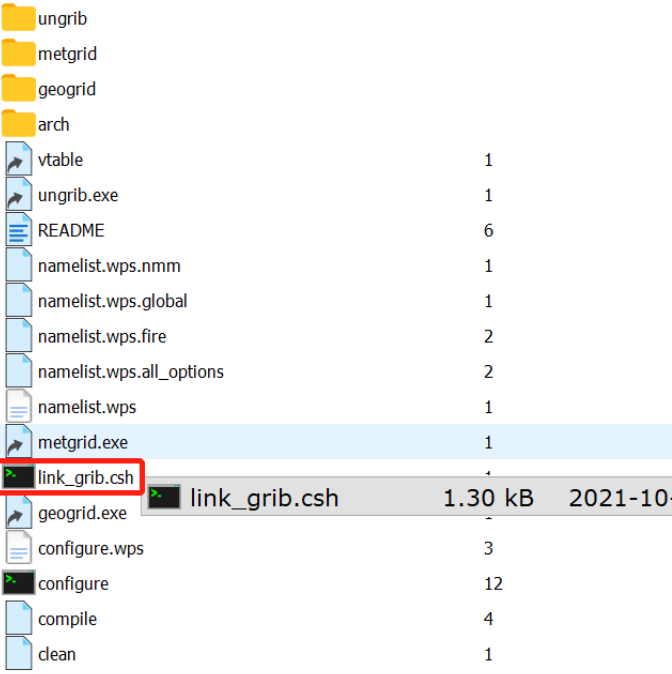 ungrib
metgrid
geogrid
arch
vtable 1
ungrib.exe 1
README 6
namelist.wps.nmm 1
namelist.wps.global 1
namelist.wps.fire 2
namelist.wps.all_options 2
namelist.wps 1
metgrid.exe 1
link_grib.csh
link_grib.csh 1.30 kB 2021-10-
geogrid.exe
configure.wps 3
configure 12
compile 4
clean 1